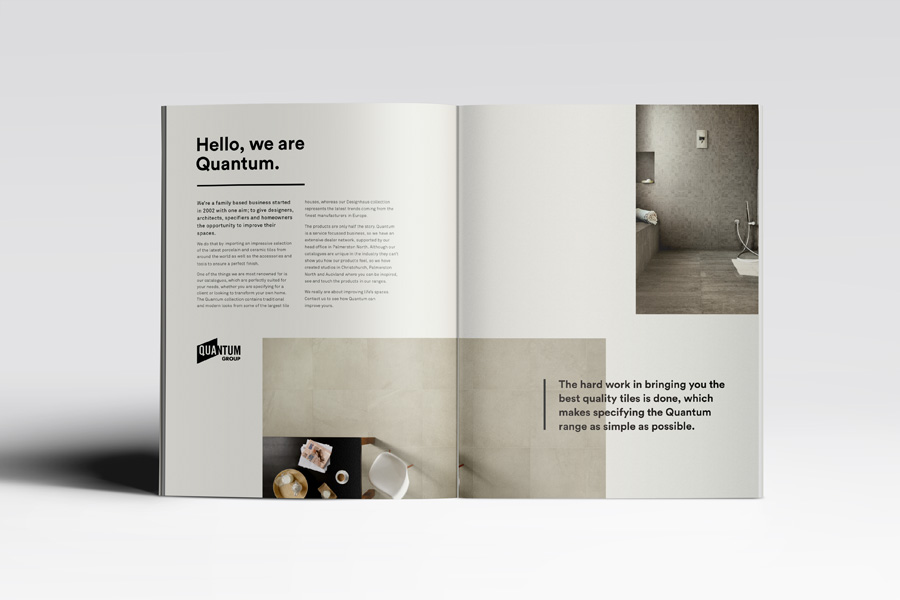 Hello, we are
Quantum.
We're a family based business started
in 2002 with one aim; to give designers,
architects, specifiers and homeowners
the opportunity to improve their
spaces.
We do that by importing an impressive selection
of the latest porcelain and ceramic tiles from
around the world as well as the accessories and
tools to ensure a perfect finish.
One of the things we are most renowned for is
our catalogues, which are perfectly suited for
your needs, whether you are specifying for a
client or looking to transform your own home.
The Quantum collection contains traditional
and modern looks from some of the largest tile
houses, whereas our Designhaus collection
represents the latest trends coming from the
finest manufacturers in Europe.
The products are only half the story. Quantum
is a service focussed business, so we have an
extensive dealer network, supported by our
head office in Palmerston North. Although our
catalogues are unique in the industry they can't
show you how our products feel, so we have
created studios in Christchurch, Palmerston
North and Auckland where you can be inspired,
see and touch the products in our ranges.
We really are about improving spaces.
Contact us to see how Quantum can
improve yours.
QUANTUM
GROUP
The hard work in bringing you the
best quality tiles is done, which
makes specifying the Quantum
range as simple as possible.